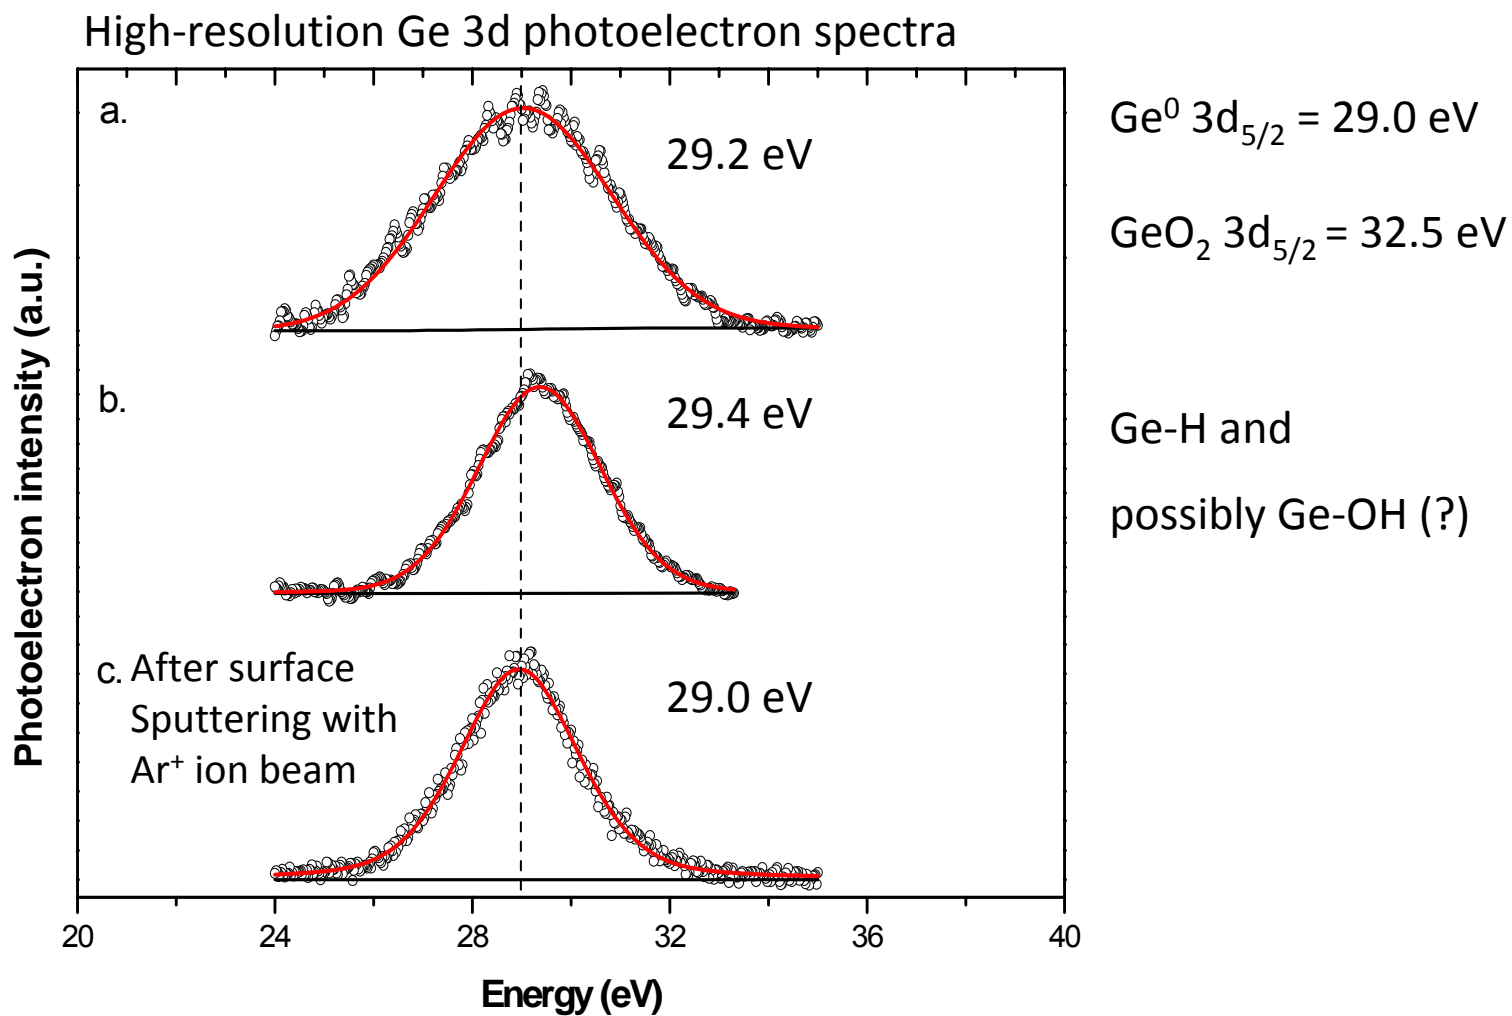 High-resolution Ge 3d photoelectron spectra
a.
29.2 eV
Ge⁰ 3d₅/₂ = 29.0 eV
GeO₂ 3d₅/₂ = 32.5 eV
b.
29.4 eV
Ge-H and
possibly Ge-OH (?)
c. After surface
Sputtering with
Ar⁺ ion beam
29.0 eV
Photoelectron intensity (a.u.)
20 24 28 32 36 40
Energy (eV)